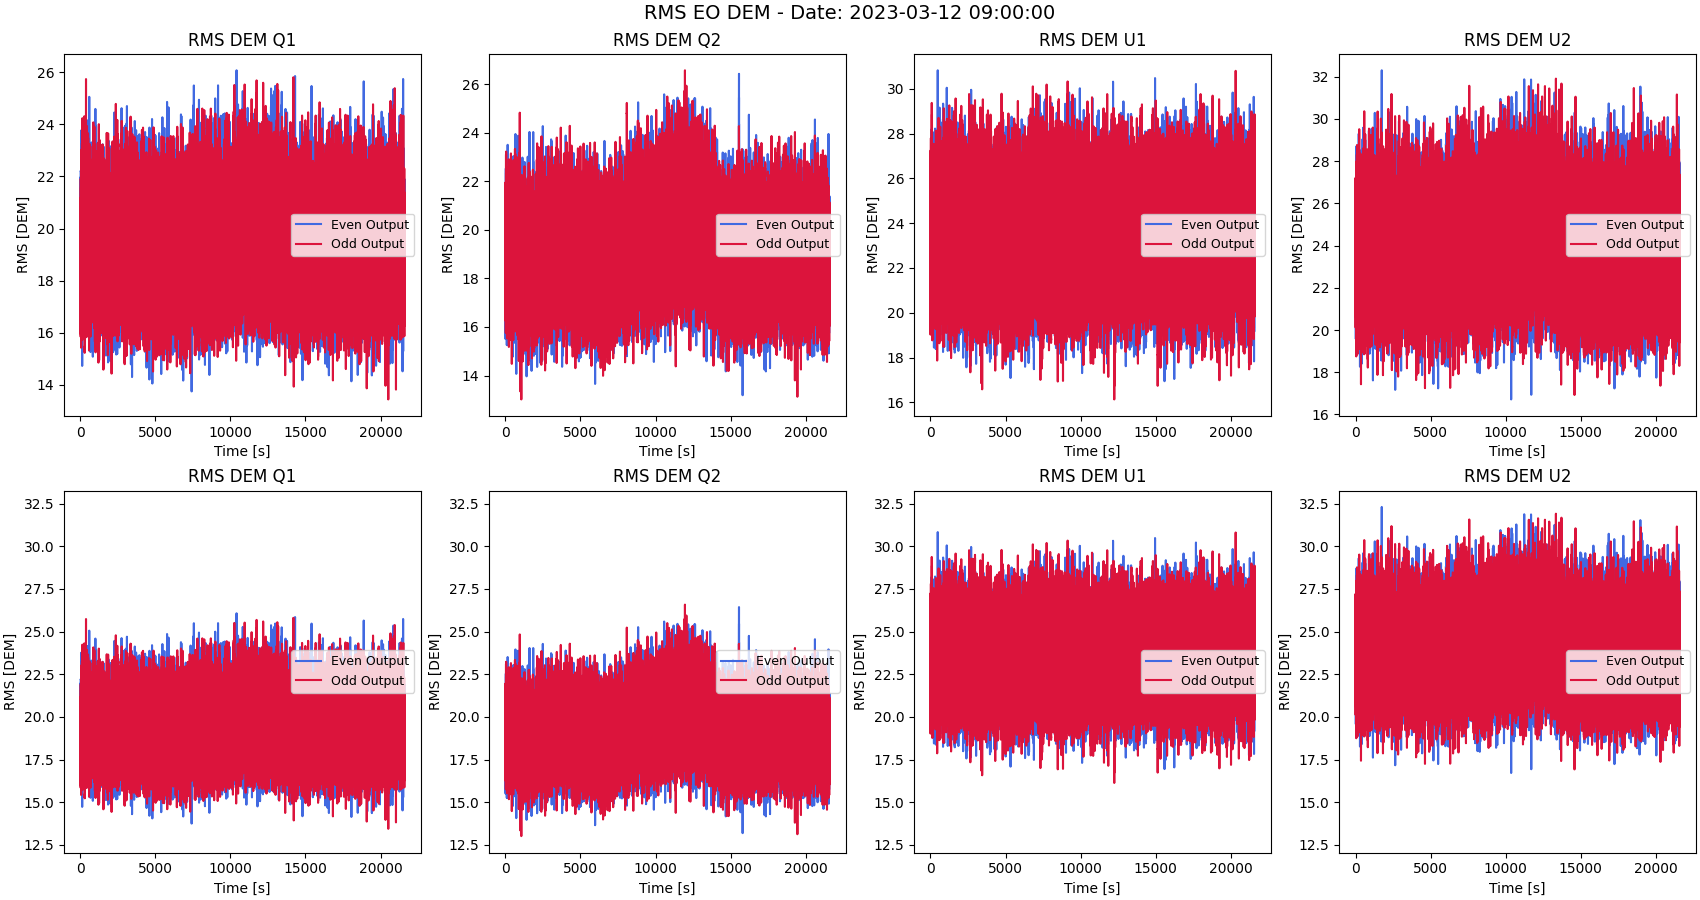 RMS EO DEM - Date: 2023-03-12 09:00:00
RMS DEM Q1
RMS [DEM]
26
24
22
20
18
16
14
Even Output
Odd Output
0 5000 10000 15000 20000
Time [s]
RMS DEM Q2
RMS [DEM]
26
24
22
20
18
16
14
Even Output
Odd Output
0 5000 10000 15000 20000
Time [s]
RMS DEM U1
RMS [DEM]
30
28
26
24
22
20
18
16
Even Output
Odd Output
0 5000 10000 15000 20000
Time [s]
RMS DEM U2
RMS [DEM]
32
30
28
26
24
22
20
18
16
Even Output
Odd Output
0 5000 10000 15000 20000
Time [s]
RMS DEM Q1
RMS [DEM]
32.5
30.0
27.5
25.0
22.5
20.0
17.5
15.0
12.5
Even Output
Odd Output
0 5000 10000 15000 20000
Time [s]
RMS DEM Q2
RMS [DEM]
32.5
30.0
27.5
25.0
22.5
20.0
17.5
15.0
12.5
Even Output
Odd Output
0 5000 10000 15000 20000
Time [s]
RMS DEM U1
RMS [DEM]
32.5
30.0
27.5
25.0
22.5
20.0
17.5
15.0
12.5
Even Output
Odd Output
0 5000 10000 15000 20000
Time [s]
RMS DEM U2
RMS [DEM]
32.5
30.0
27.5
25.0
22.5
20.0
17.5
15.0
12.5
Even Output
Odd Output
0 5000 10000 15000 20000
Time [s]